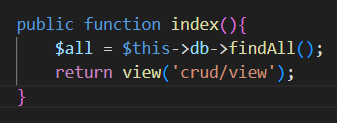 public function index(){
    $all = $this->db->findAll();
    return view('crud/view');
}